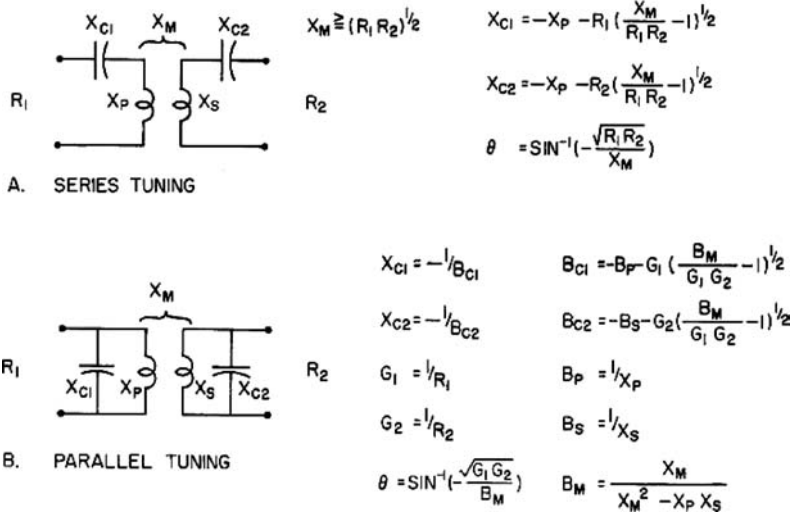 X_C1 X_M X_C2
X_M ≧ (R_1 R_2)^1/2
X_C1 = -X_P - R_1 (X_M / R_1 R_2 - 1)^1/2
R_1 X_P X_S R_2
X_C2 = -X_P - R_2 (X_M / R_1 R_2 - 1)^1/2
θ = SIN^-1 (- √R_1 R_2 / X_M)
A. SERIES TUNING
X_M
X_C1 = -1/B_C1
B_C1 = -B_P - G_1 (B_M / G_1 G_2 - 1)^1/2
X_C2 = -1/B_C2
B_C2 = -B_S - G_2 (B_M / G_1 G_2 - 1)^1/2
R_1 X_C1 X_P X_S X_C2 R_2
G_1 = 1/R_1
B_P = 1/X_P
G_2 = 1/R_2
B_S = 1/X_S
B. PARALLEL TUNING
θ = SIN^-1 (- √G_1 G_2 / B_M)
B_M = X_M / X_M^2 - X_P X_S